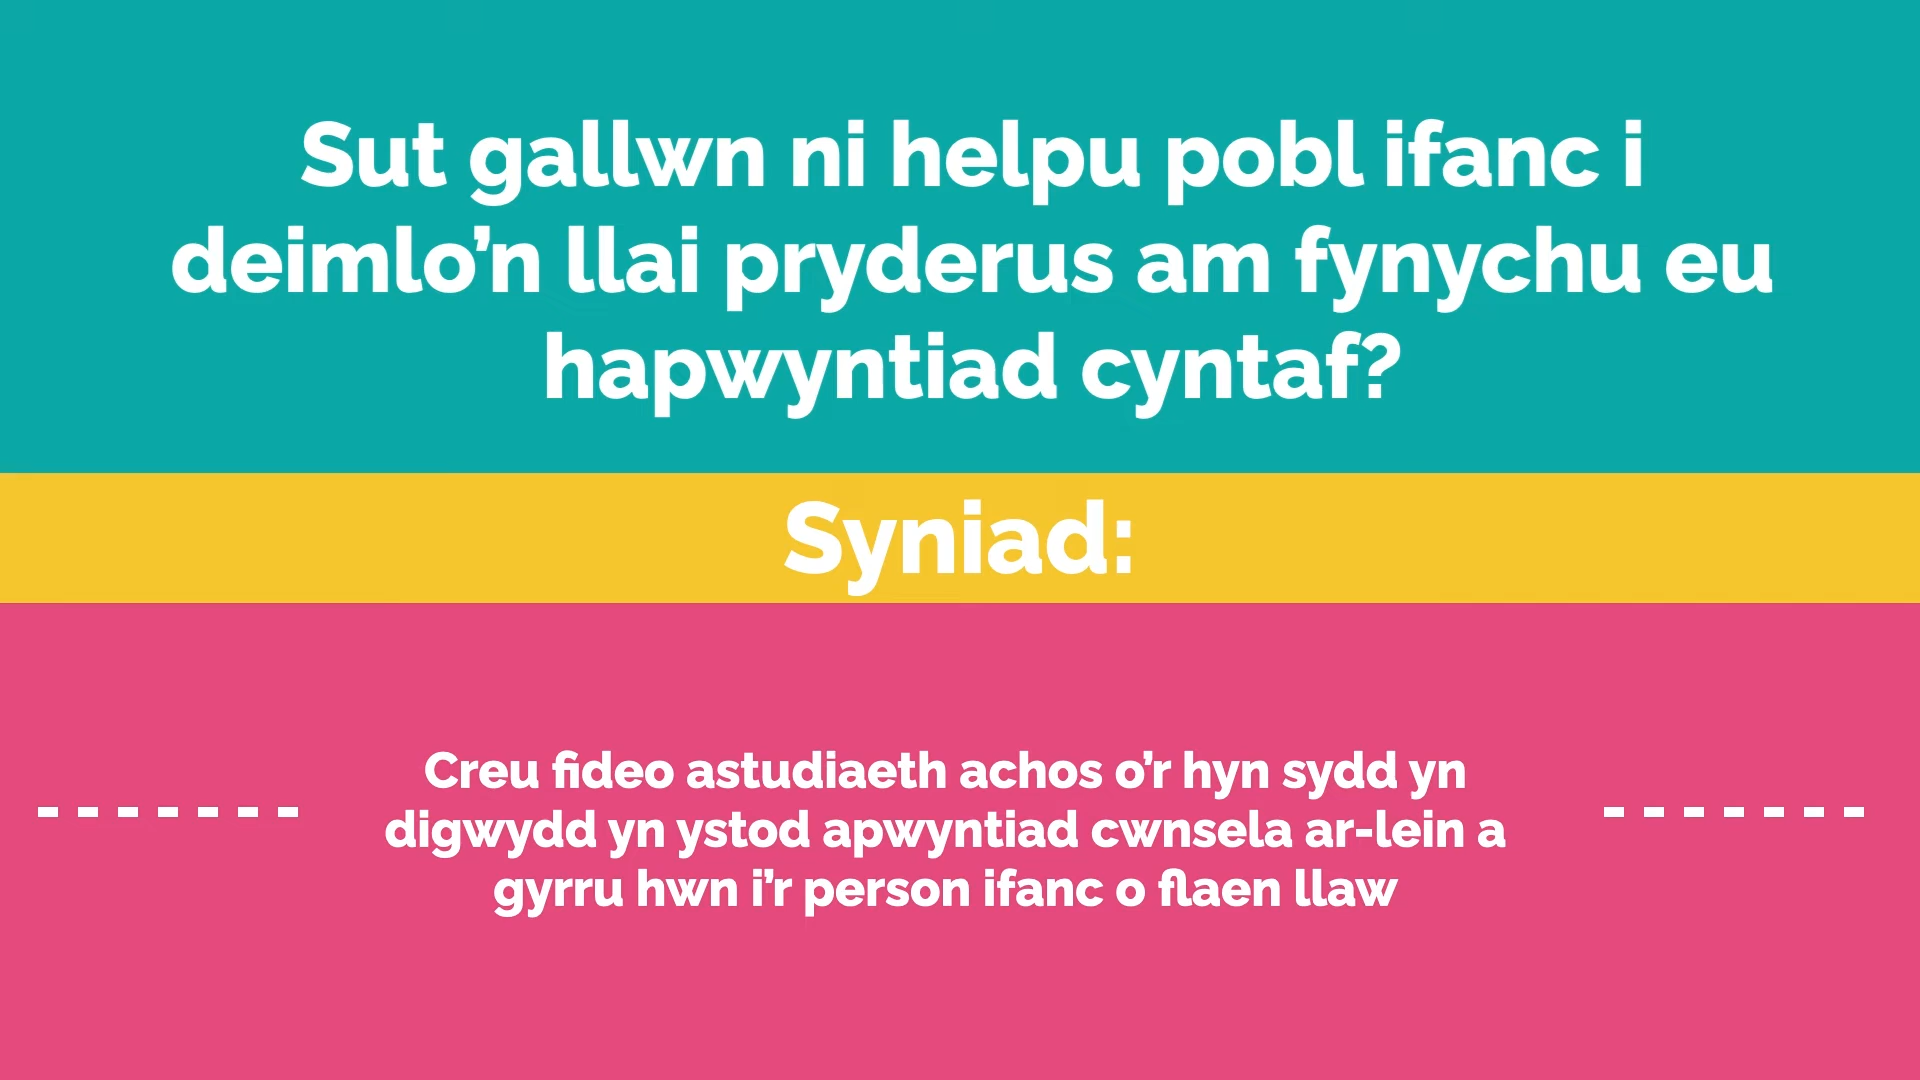 Sut gallwn ni helpu pobl ifanc i
deimlo’n llai pryderus am fynychu eu
hapwyntiad cyntaf?
Syniad:
Creu fideo astudiaeth achos o’r hyn sydd yn
digwydd yn ystod apwyntiad cwnsela ar-lein a
gyrru hwn i’r person ifanc o flaen llaw